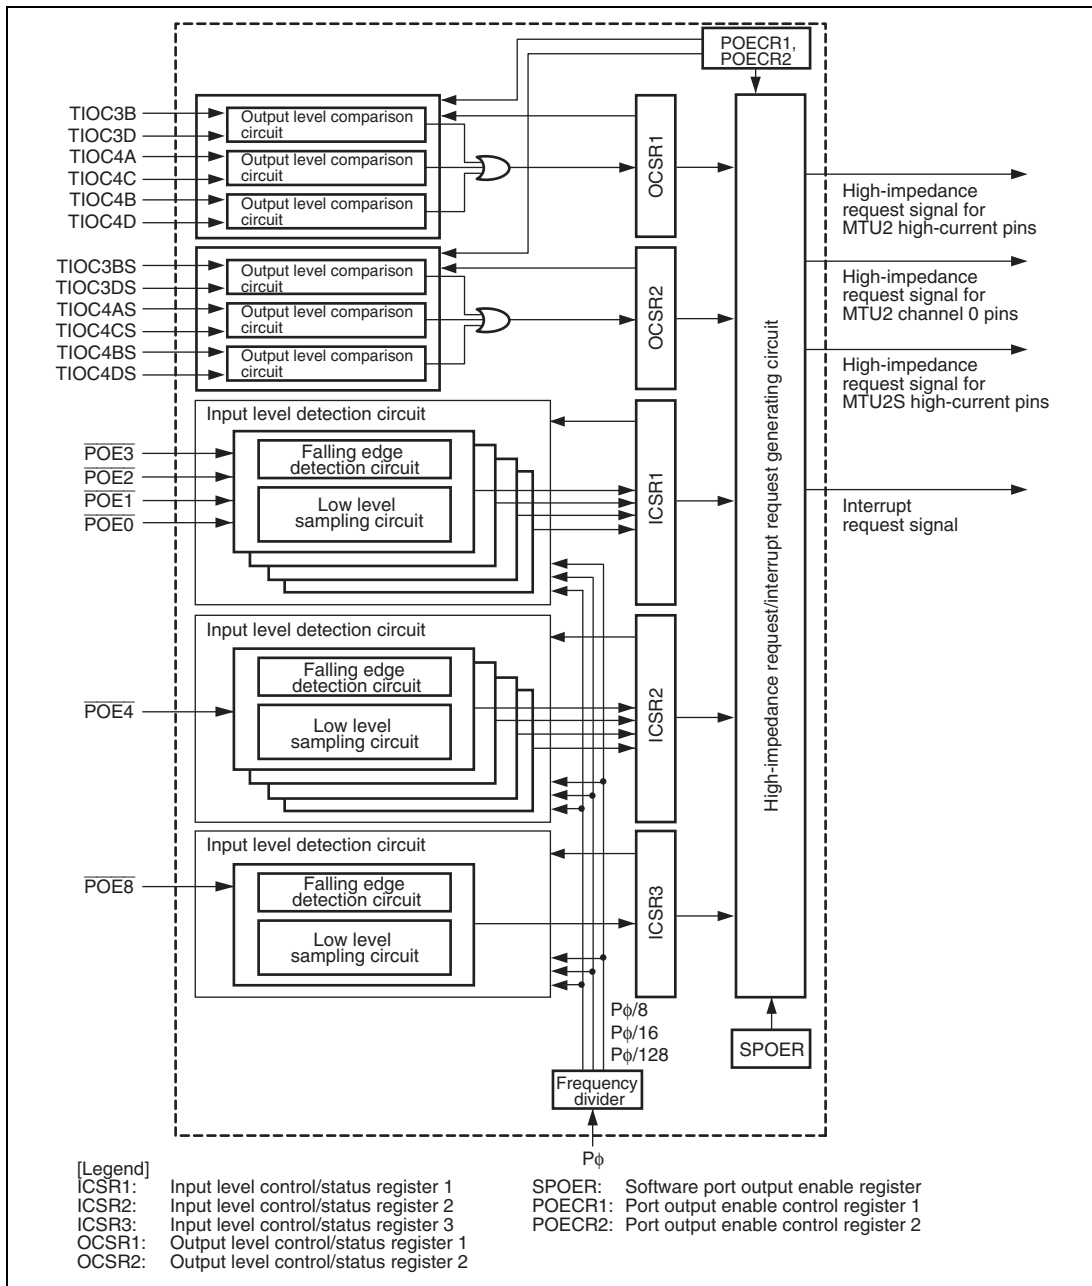 POECR1,
POECR2
TIOC3B
TIOC3D
TIOC4A
TIOC4C
TIOC4B
TIOC4D
Output level comparison
circuit
Output level comparison
circuit
Output level comparison
circuit
OCSR1
TIOC3BS
TIOC3DS
TIOC4AS
TIOC4CS
TIOC4BS
TIOC4DS
Output level comparison
circuit
Output level comparison
circuit
Output level comparison
circuit
OCSR2
Input level detection circuit
POE3
POE2
POE1
POE0
Falling edge
detection circuit
Low level
sampling circuit
ICSR1
Input level detection circuit
POE4
Falling edge
detection circuit
Low level
sampling circuit
ICSR2
Input level detection circuit
POE8
Falling edge
detection circuit
Low level
sampling circuit
ICSR3
High-impedance request/interrupt request generating circuit
High-impedance
request signal for
MTU2 high-current pins
High-impedance
request signal for
MTU2 channel 0 pins
High-impedance
request signal for
MTU2S high-current pins
Interrupt
request signal
Pϕ/8
Pϕ/16
Pϕ/128
SPOER
Frequency
divider
Pϕ
[Legend]
ICSR1: Input level control/status register 1
ICSR2: Input level control/status register 2
ICSR3: Input level control/status register 3
OCSR1: Output level control/status register 1
OCSR2: Output level control/status register 2
SPOER: Software port output enable register
POECR1: Port output enable control register 1
POECR2: Port output enable control register 2